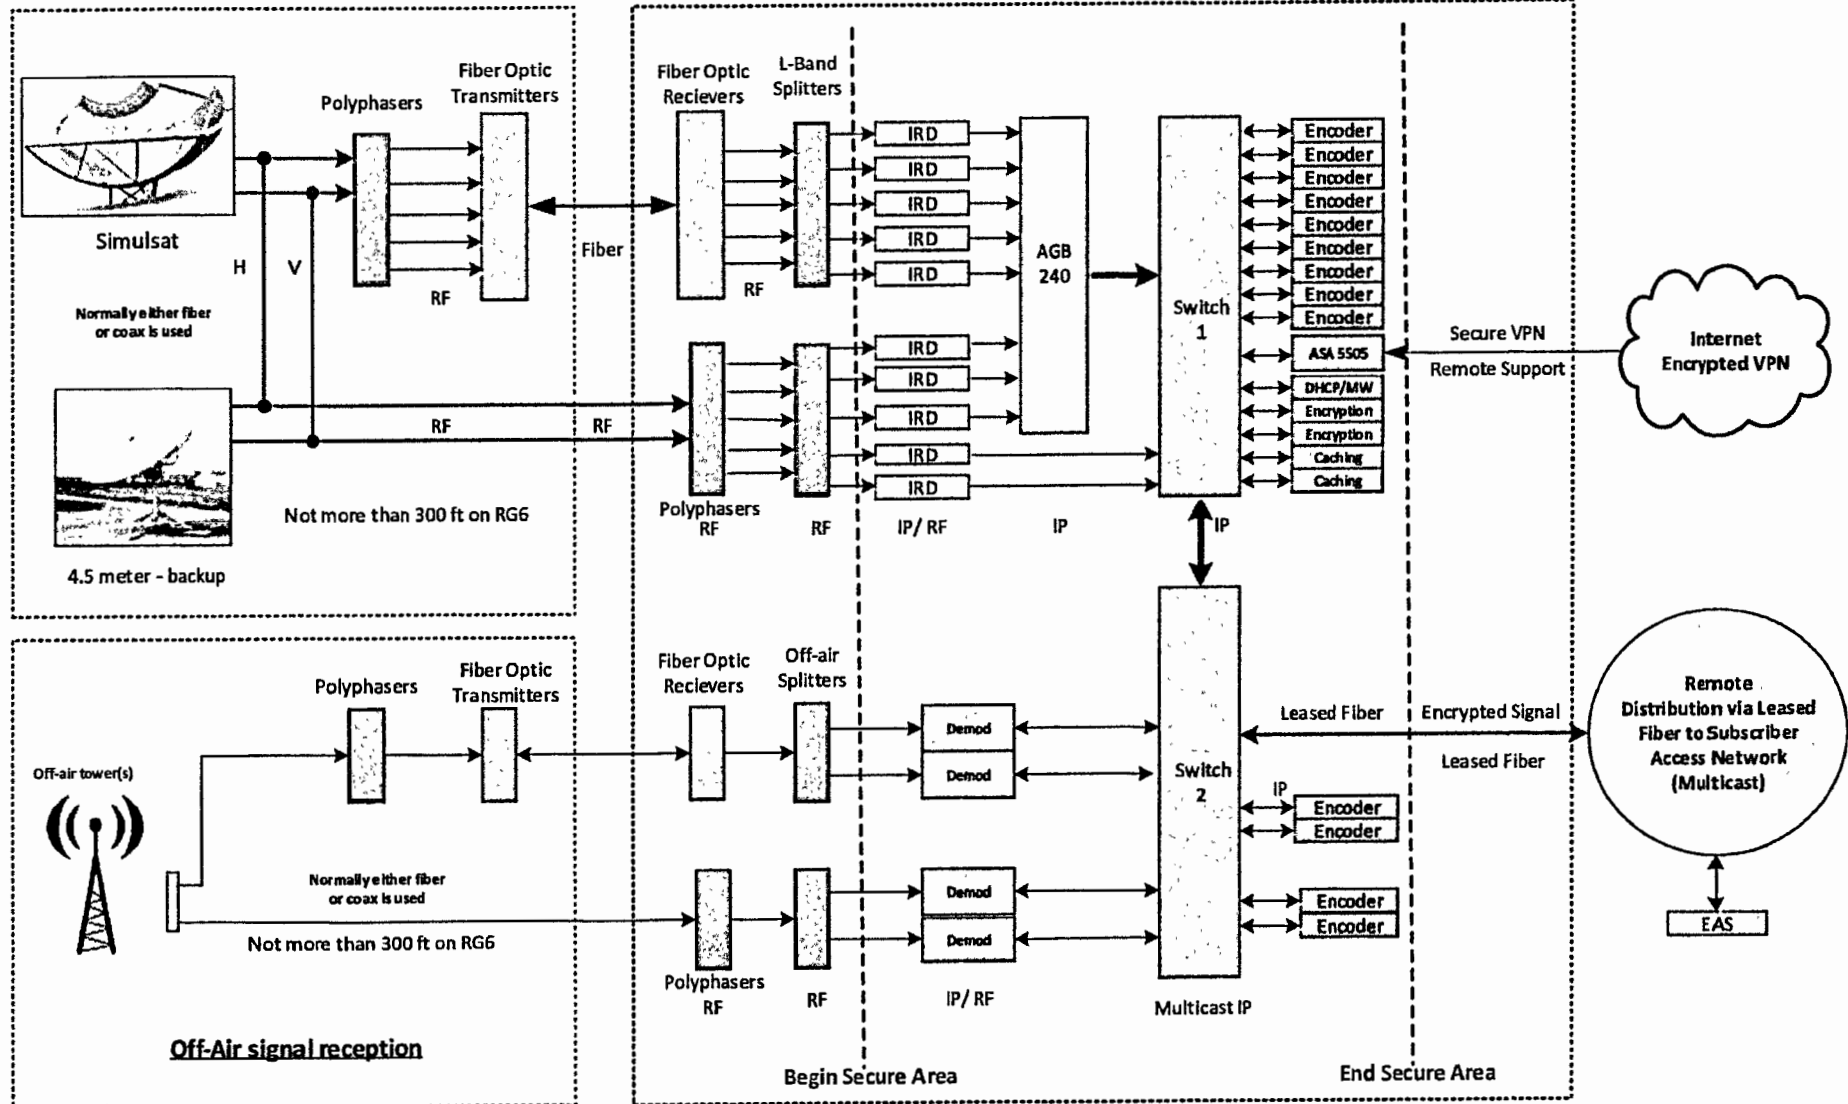 Simulsat
Polyphasers
Fiber Optic
Transmitters
H
V
RF
Fiber
Normally either fiber
or coax is used
RF
RF
Not more than 300 ft on RG6
4.5 meter - backup
Fiber Optic
Recievers
L-Band
Splitters
RF
IRD
IRD
IRD
IRD
IRD
IRD
IRD
IRD
IRD
IRD
AGB
240
Polyphasers
RF
RF
IP/ RF
IP
Switch
1
IP
Encoder
Encoder
Encoder
Encoder
Encoder
Encoder
Encoder
Encoder
Encoder
ASA 5505
DHCP/MW
Encryption
Encryption
Caching
Caching
Secure VPN
Remote Support
Internet
Encrypted VPN
Off-air tower(s)
Polyphasers
Fiber Optic
Transmitters
Normally either fiber
or coax is used
Not more than 300 ft on RG6
Off-Air signal reception
Fiber Optic
Recievers
Off-air
Splitters
Demod
Demod
Demod
Demod
Polyphasers
RF
RF
IP/ RF
Switch
2
Multicast IP
Leased Fiber
Encrypted Signal
Leased Fiber
IP
Encoder
Encoder
Encoder
Encoder
Remote
Distribution via Leased
Fiber to Subscriber
Access Network
(Multicast)
EAS
Begin Secure Area
End Secure Area